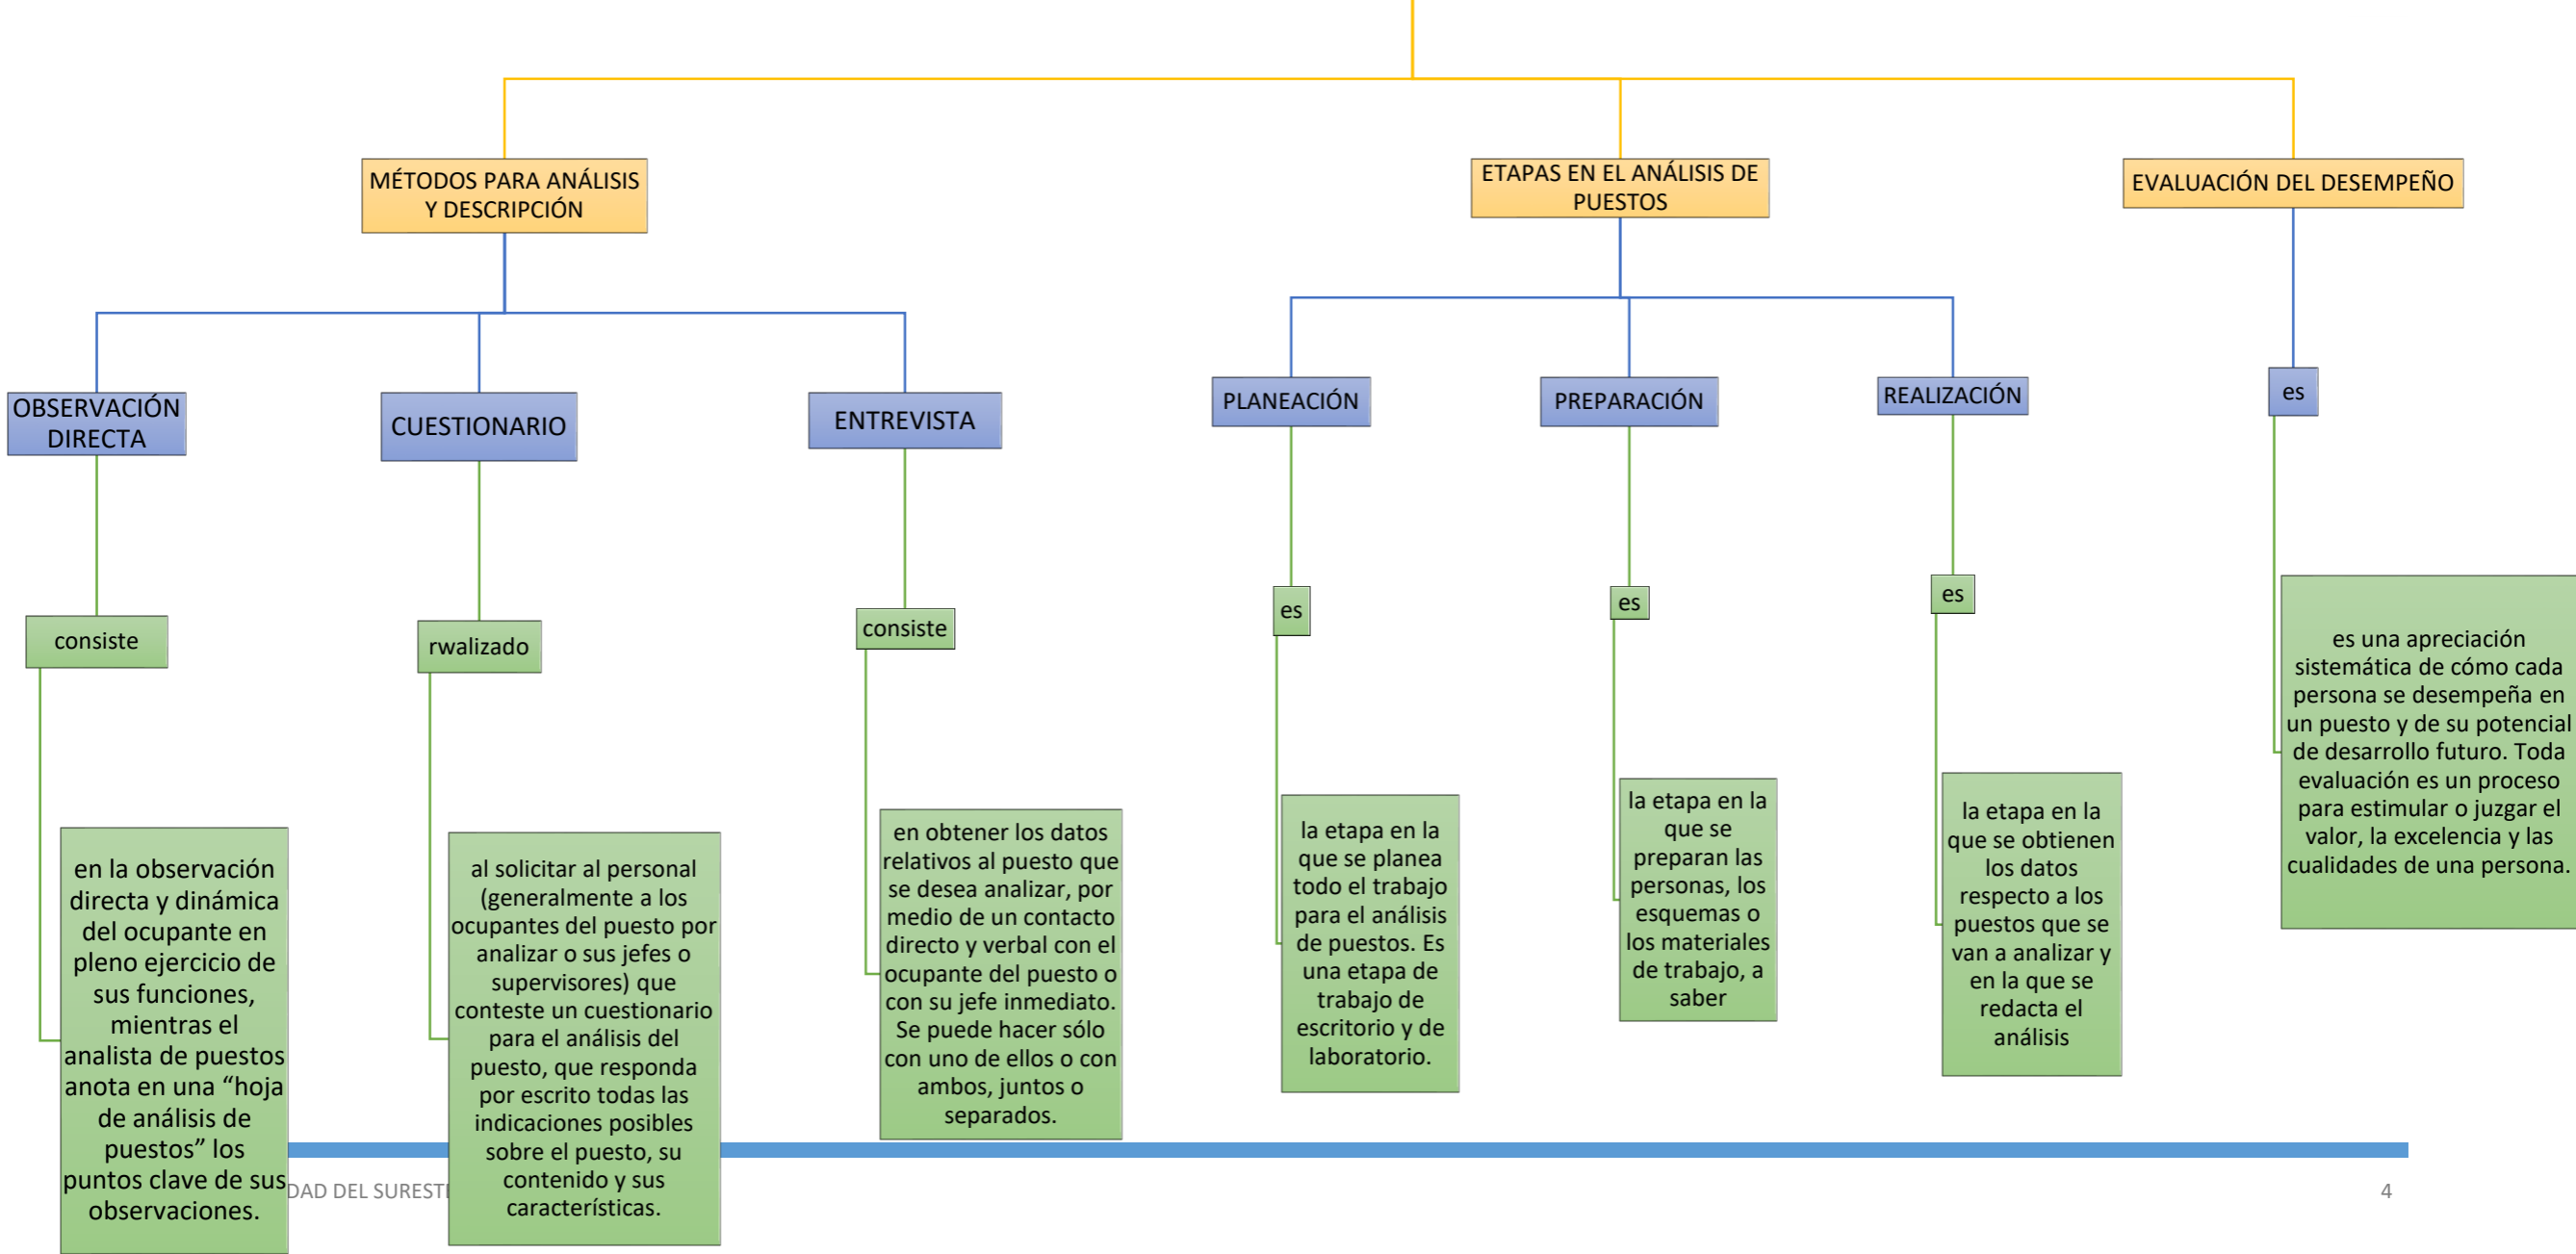 MÉTODOS PARA ANÁLISIS
Y DESCRIPCIÓN
ETAPAS EN EL ANÁLISIS DE
PUESTOS
EVALUACIÓN DEL DESEMPEÑO
OBSERVACIÓN
DIRECTA
CUESTIONARIO
ENTREVISTA
PLANEACIÓN
PREPARACIÓN
REALIZACIÓN
es
consiste
rwalizado
consiste
es
es
es
en la observación
directa y dinámica
del ocupante en
pleno ejercicio de
sus funciones,
mientras el
analista de puestos
anota en una “hoja
de análisis de
puestos” los
puntos clave de sus
observaciones.
al solicitar al personal
(generalmente a los
ocupantes del puesto por
analizar o sus jefes o
supervisores) que
conteste un cuestionario
para el análisis del
puesto, que responda
por escrito todas las
indicaciones posibles
sobre el puesto, su
contenido y sus
características.
en obtener los datos
relativos al puesto que
se desea analizar, por
medio de un contacto
directo y verbal con el
ocupante del puesto o
con su jefe inmediato.
Se puede hacer sólo
con uno de ellos o con
ambos, juntos o
separados.
la etapa en la
que se planea
todo el trabajo
para el análisis
de puestos. Es
una etapa de
trabajo de
escritorio y de
laboratorio.
la etapa en la
que se
preparan las
personas, los
esquemas o
los materiales
de trabajo, a
saber
la etapa en la
que se obtienen
los datos
respecto a los
puestos que se
van a analizar y
en la que se
redacta el
análisis
es una apreciación
sistemática de cómo cada
persona se desempeña en
un puesto y de su potencial
de desarrollo futuro. Toda
evaluación es un proceso
para estimular o juzgar el
valor, la excelencia y las
cualidades de una persona.
DAD DEL SUREST
4